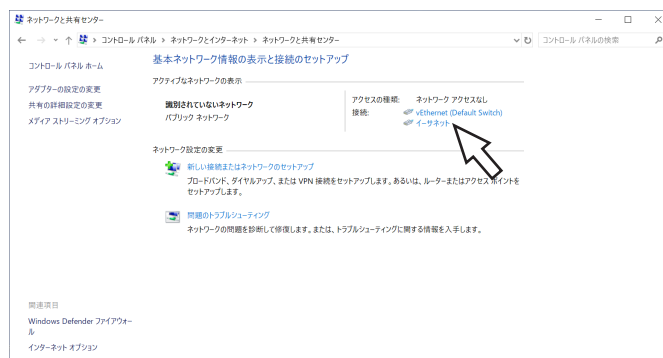 ネットワークと共有センター
コントロール パネル > ネットワークとインターネット > ネットワークと共有センター
コントロール パネルの検索
コントロール パネル ホーム
アダプターの設定の変更
共有の詳細設定の変更
メディア ストリーミング オプション
基本ネットワーク情報の表示と接続のセットアップ
アクティブなネットワークの表示
識別されていないネットワーク
パブリック ネットワーク
アクセスの種類: ネットワーク アクセスなし
接続: vEthernet (Default Switch)
イーサネット
ネットワーク設定の変更
新しい接続またはネットワークのセットアップ
ブロードバンド、ダイヤルアップ、または VPN 接続をセットアップします。あるいは、ルーターまたはアクセス ポイントを
セットアップします。
問題のトラブルシューティング
ネットワークの問題を診断して修復します。または、トラブルシューティングに関する情報を入手します。
関連項目
Windows Defender ファイアウォー
ル
インターネット オプション